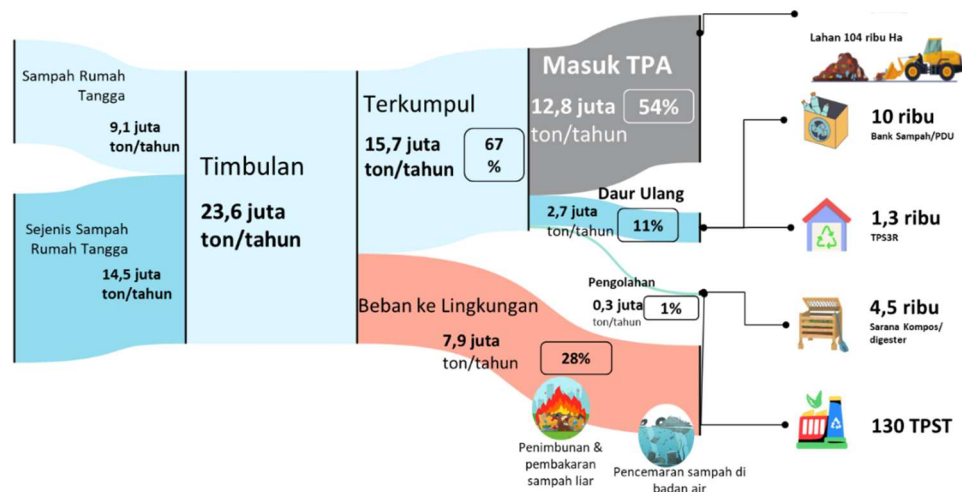 Sampah Rumah
Tangga
9,1 juta
ton/tahun
Sejenis Sampah
Rumah Tangga
14,5 juta
ton/tahun
Timbulan
23,6 juta
ton/tahun
Terkumpul
15,7 juta
ton/tahun
67
%
Beban ke Lingkungan
7,9 juta
ton/tahun
28%
Penimbunan &
pembakaran
sampah liar
Pencemaran sampah di
badan air
Masuk TPA
12,8 juta
ton/tahun
54%
Daur Ulang
2,7 juta
ton/tahun
11%
Pengolahan
0,3 juta
ton/tahun
1%
Lahan 104 ribu Ha
10 ribu
Bank Sampah/PDU
1,3 ribu
TPS3R
4,5 ribu
Sarana Kompos/
digester
130 TPST